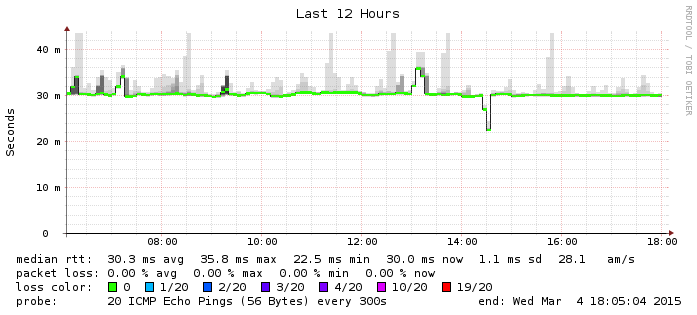 Last 12 Hours
RRDTOOL / TOBI OETIKER
Seconds
40 m
30 m
20 m
10 m
0
08:00 10:00 12:00 14:00 16:00 18:00
median rtt: 30.3 ms avg 35.8 ms max 22.5 ms min 30.0 ms now 1.1 ms sd 28.1 am/s
packet loss: 0.00 % avg 0.00 % max 0.00 % min 0.00 % now
loss color: 0 1/20 2/20 3/20 4/20 10/20 19/20
probe: 20 ICMP Echo Pings (56 Bytes) every 300s end: Wed Mar 4 18:05:04 2015